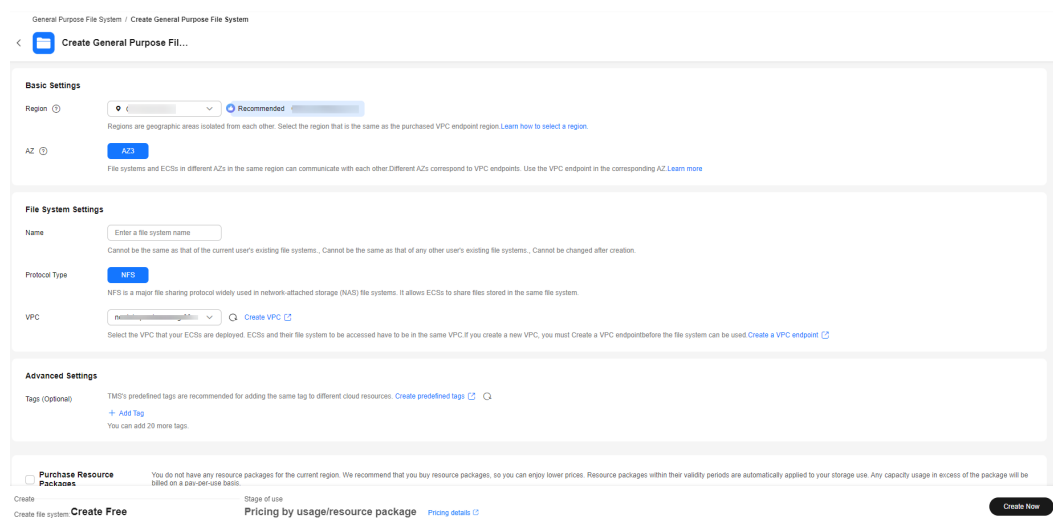 General Purpose File System / Create General Purpose File System
Create General Purpose Fil...
Basic Settings
Region
Recommended
Regions are geographic areas isolated from each other. Select the region that is the same as the purchased VPC endpoint region.Learn how to select a region.
AZ
AZ3
File systems and ECSs in different AZs in the same region can communicate with each other.Different AZs correspond to VPC endpoints. Use the VPC endpoint in the corresponding AZ.Learn more
File System Settings
Name
Enter a file system name
Cannot be the same as that of the current user's existing file systems., Cannot be the same as that of any other user's existing file systems., Cannot be changed after creation.
Protocol Type
NFS
NFS is a major file sharing protocol widely used in network-attached storage (NAS) file systems. It allows ECSs to share files stored in the same file system.
VPC
Create VPC
Select the VPC that your ECSs are deployed. ECSs and their file system to be accessed have to be in the same VPC.If you create a new VPC, you must Create a VPC endpointbefore the file system can be used.Create a VPC endpoint
Advanced Settings
Tags (Optional)
TMS's predefined tags are recommended for adding the same tag to different cloud resources. Create predefined tags
+ Add Tag
You can add 20 more tags.
Purchase Resource Packages
You do not have any resource packages for the current region. We recommend that you buy resource packages, so you can enjoy lower prices. Resource packages within their validity periods are automatically applied to your storage use. Any capacity usage in excess of the package will be
billed on a pay-per-use basis.
Create
Create file system: Create Free
Stage of use
Pricing by usage/resource package Pricing details
Create Now